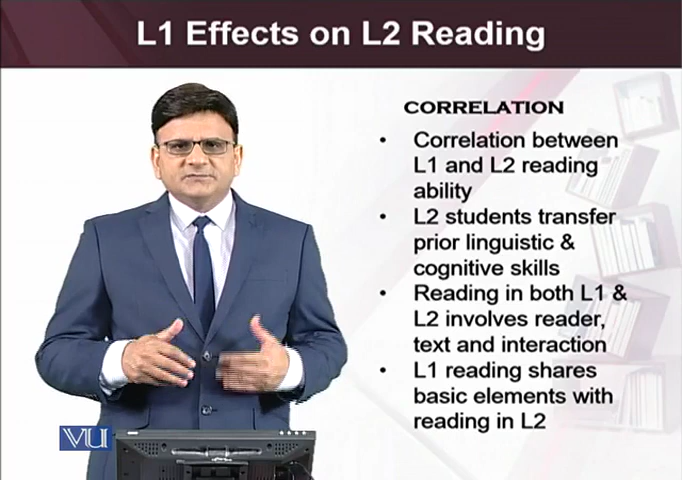 L1 Effects on L2 Reading
CORRELATION
• Correlation between
L1 and L2 reading
ability
• L2 students transfer
prior linguistic &
cognitive skills
• Reading in both L1 &
L2 involves reader,
text and interaction
• L1 reading shares
basic elements with
reading in L2
VU